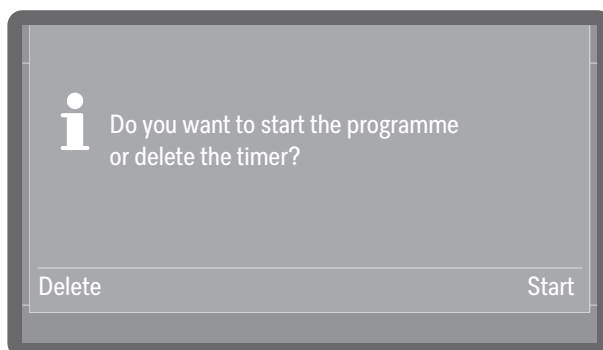 Do you want to start the programme
or delete the timer?
Delete
Start